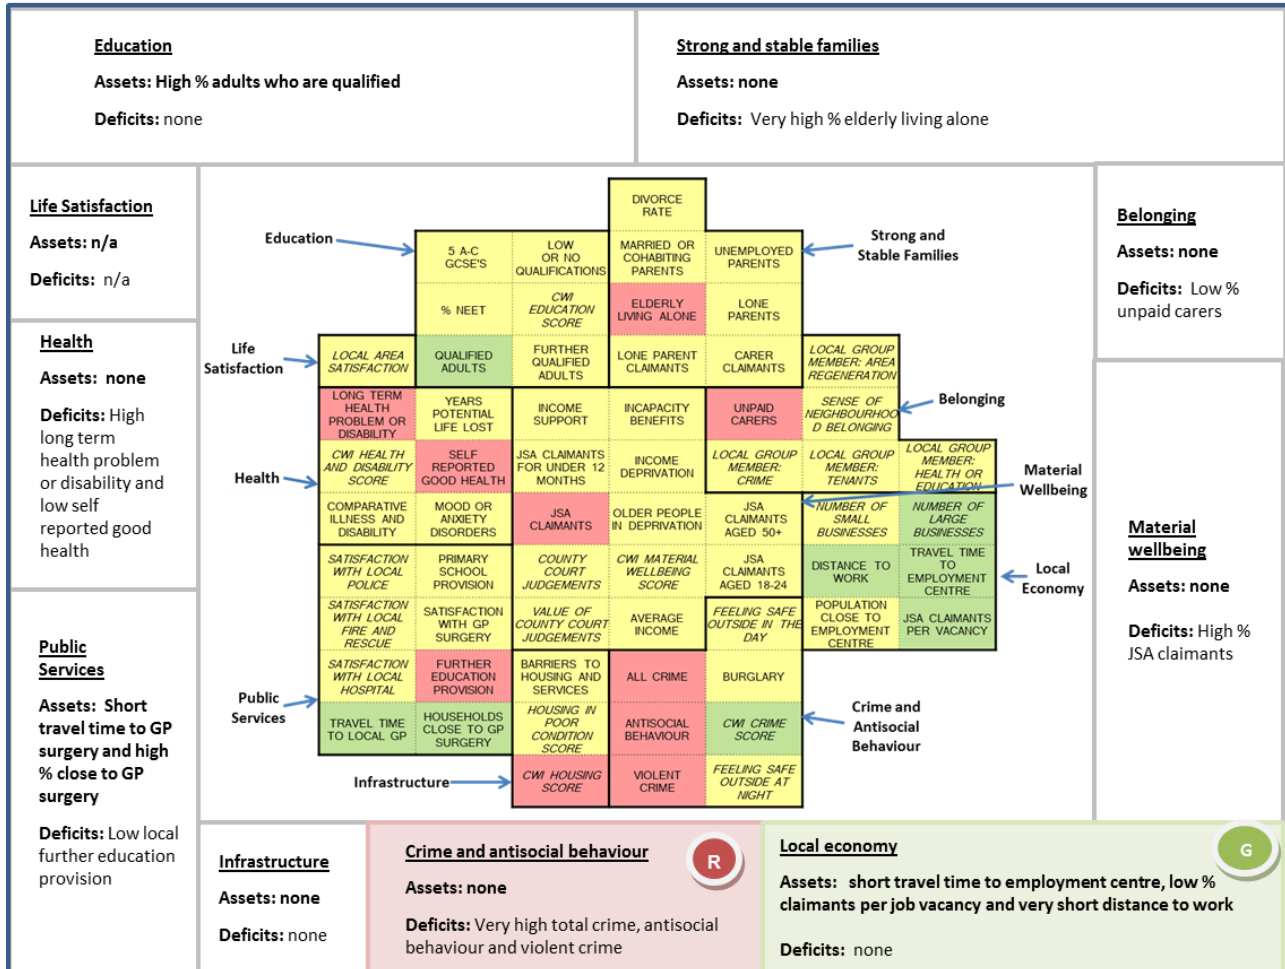 Education
Assets: High % adults who are qualified
Deficits: none
Strong and stable families
Assets: none
Deficits: Very high % elderly living alone
Life Satisfaction
Assets: n/a
Deficits: n/a
Health
Assets: none
Deficits: High
long term
health problem
or disability and
low self
reported good
health
Public
Services
Assets: Short
travel time to GP
surgery and high
% close to GP
surgery
Deficits: Low local
further education
provision
Education
Strong and
Stable Families
Life
Satisfaction
Belonging
Health
Material
Wellbeing
Local
Economy
Public
Services
Crime and
Antisocial
Behaviour
Infrastructure
DIVORCE
RATE
5 A-C
GCSE'S
LOW
OR NO
QUALIFICATIONS
MARRIED OR
COHABITING
PARENTS
UNEMPLOYED
PARENTS
% NEET
CWI
EDUCATION
SCORE
ELDERLY
LIVING ALONE
LONE
PARENTS
LOCAL AREA
SATISFACTION
QUALIFIED
ADULTS
FURTHER
QUALIFIED
ADULTS
LONE PARENT
CLAIMANTS
CARER
CLAIMANTS
LOCAL GROUP
MEMBER: AREA
REGENERATION
LONG TERM
HEALTH
PROBLEM OR
DISABILITY
YEARS
POTENTIAL
LIFE LOST
INCOME
SUPPORT
INCAPACITY
BENEFITS
UNPAID
CARERS
SENSE OF
NEIGHBOURHOO
D BELONGING
CWI HEALTH
AND DISABILITY
SCORE
SELF
REPORTED
GOOD HEALTH
JSA CLAIMANTS
FOR UNDER 12
MONTHS
INCOME
DEPRIVATION
LOCAL GROUP
MEMBER:
CRIME
LOCAL GROUP
MEMBER:
TENANTS
LOCAL GROUP
MEMBER:
HEALTH OR
EDUCATION
COMPARATIVE
ILLNESS AND
DISABILITY
MOOD OR
ANXIETY
DISORDERS
JSA
CLAIMANTS
OLDER PEOPLE
IN DEPRIVATION
JSA
CLAIMANTS
AGED 50+
NUMBER OF
SMALL
BUSINESSES
NUMBER OF
LARGE
BUSINESSES
SATISFACTION
WITH LOCAL
POLICE
PRIMARY
SCHOOL
PROVISION
COUNTY
COURT
JUDGEMENTS
CWI MATERIAL
WELLBEING
SCORE
JSA
CLAIMANTS
AGED 18-24
DISTANCE TO
WORK
TRAVEL TIME
TO
EMPLOYMENT
CENTRE
SATISFACTION
WITH LOCAL
FIRE AND
RESCUE
SATISFACTION
WITH GP
SURGERY
VALUE OF
COUNTY COURT
JUDGEMENTS
AVERAGE
INCOME
FEELING SAFE
OUTSIDE IN THE
DAY
POPULATION
CLOSE TO
EMPLOYMENT
CENTRE
JSA CLAIMANTS
PER VACANCY
SATISFACTION
WITH LOCAL
HOSPITAL
FURTHER
EDUCATION
PROVISION
BARRIERS TO
HOUSING AND
SERVICES
ALL CRIME
BURGLARY
TRAVEL TIME
TO LOCAL GP
HOUSEHOLDS
CLOSE TO GP
SURGERY
HOUSING IN
POOR
CONDITION
SCORE
ANTISOCIAL
BEHAVIOUR
CWI CRIME
SCORE
CWI HOUSING
SCORE
VIOLENT
CRIME
FEELING SAFE
OUTSIDE AT
NIGHT
Belonging
Assets: none
Deficits: Low %
unpaid carers
Material
wellbeing
Assets: none
Deficits: High %
JSA claimants
Infrastructure
Assets: none
Deficits: none
Crime and antisocial behaviour
R
Assets: none
Deficits: Very high total crime, antisocial
behaviour and violent crime
Local economy
G
Assets: short travel time to employment centre, low %
claimants per job vacancy and very short distance to work
Deficits: none